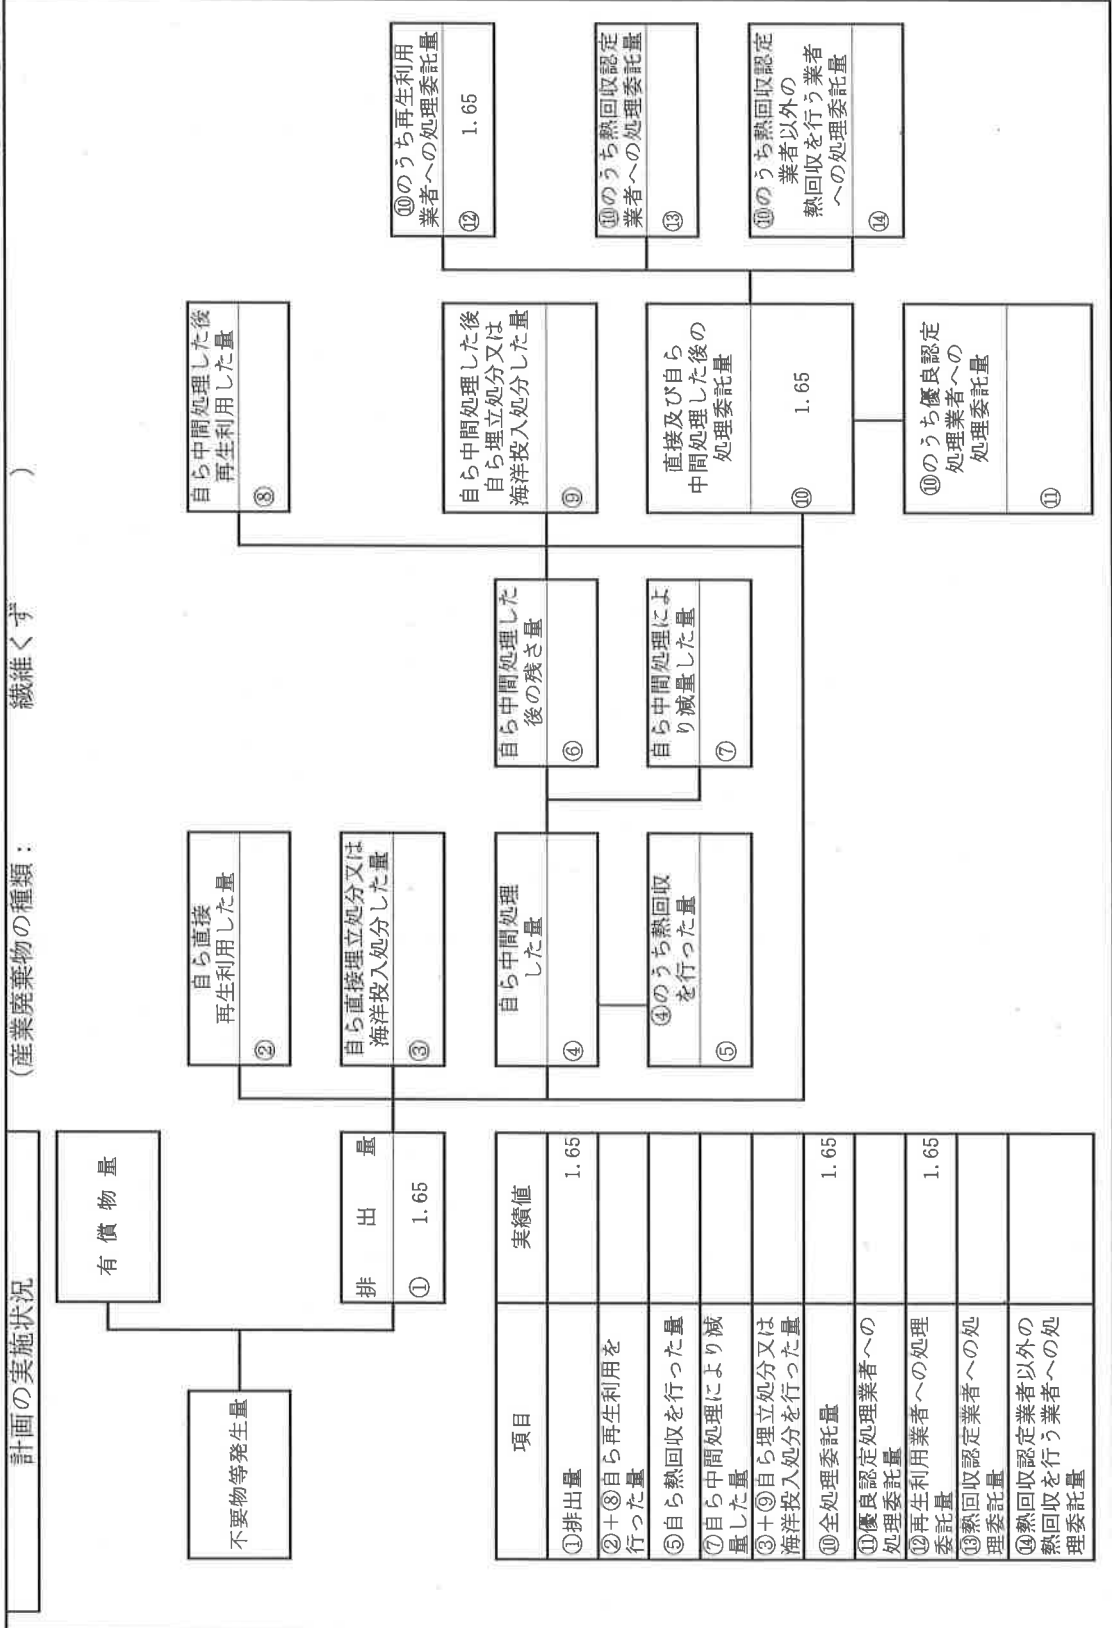 計画の実施状況
(産業廃棄物の種類：　繊維くず　)
不要物等発生量
有償物量
排出量
① 1.65
自ら直接
再生利用した量
②
自ら直接埋立処分又は
海洋投入処分した量
③
自ら中間処理
した量
④
④のうち熱回収
を行った量
⑤
自ら中間処理した
後の残さ量
⑥
自ら中間処理によ
り減量した量
⑦
自ら中間処理した後
再生利用した量
⑧
自ら中間処理した後
自ら埋立処分又は
海洋投入処分した量
⑨
直接及び自ら
中間処理した後の
処理委託量
⑩ 1.65
⑩のうち優良認定
処理業者への
処理委託量
⑪
⑩のうち再生利用
業者への処理委託量
⑫ 1.65
⑩のうち熱回収認定
業者への処理委託量
⑬
⑩のうち熱回収認定
業者以外の
熱回収を行う業者
への処理委託量
⑭
項目 実績値
①排出量 1.65
②＋⑧自ら再生利用を
行った量
⑤自ら熱回収を行った量
⑦自ら中間処理により減
量した量
③＋⑨自ら埋立処分又は
海洋投入処分を行った量
⑩全処理委託量 1.65
⑪優良認定処理業者への
処理委託量
⑫再生利用業者への処理
委託量 1.65
⑬熱回収認定業者への処
理委託量
⑭熱回収認定業者以外の
熱回収を行う業者への処
理委託量